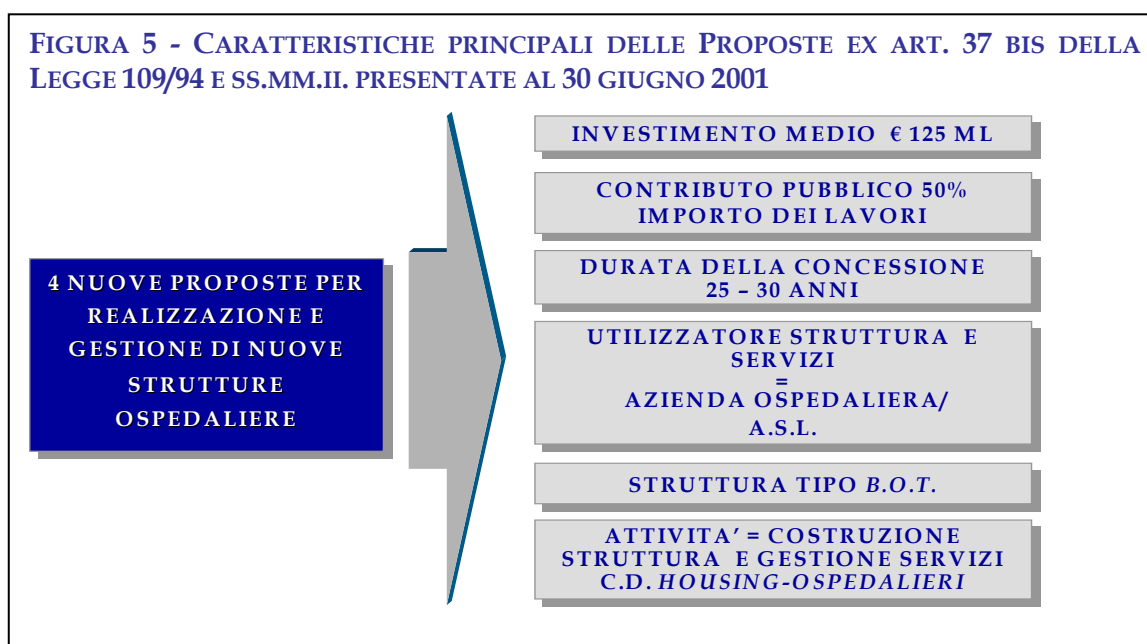 FIGURA 5 - CARATTERISTICHE PRINCIPALI DELLE PROPOSTE EX ART. 37 BIS DELLA
LEGGE 109/94 E SS.MM.II. PRESENTATE AL 30 GIUGNO 2001
4 NUOVE PROPOSTE PER
REALIZZAZIONE E
GESTIONE DI NUOVE
STRUTTURE
OSPEDALIERE
INVESTIMENTO MEDIO € 125 ML
CONTRIBUTO PUBBLICO 50%
IMPORTO DEI LAVORI
DURATA DELLA CONCESSIONE
25 – 30 ANNI
UTILIZZATORE STRUTTURA E
SERVIZI
=
AZIENDA OSPEDALIERA/
A.S.L.
STRUTTURA TIPO B.O.T.
ATTIVITA’ = COSTRUZIONE
STRUTTURA E GESTIONE SERVIZI
C.D. HOUSING-OSPEDALIERI